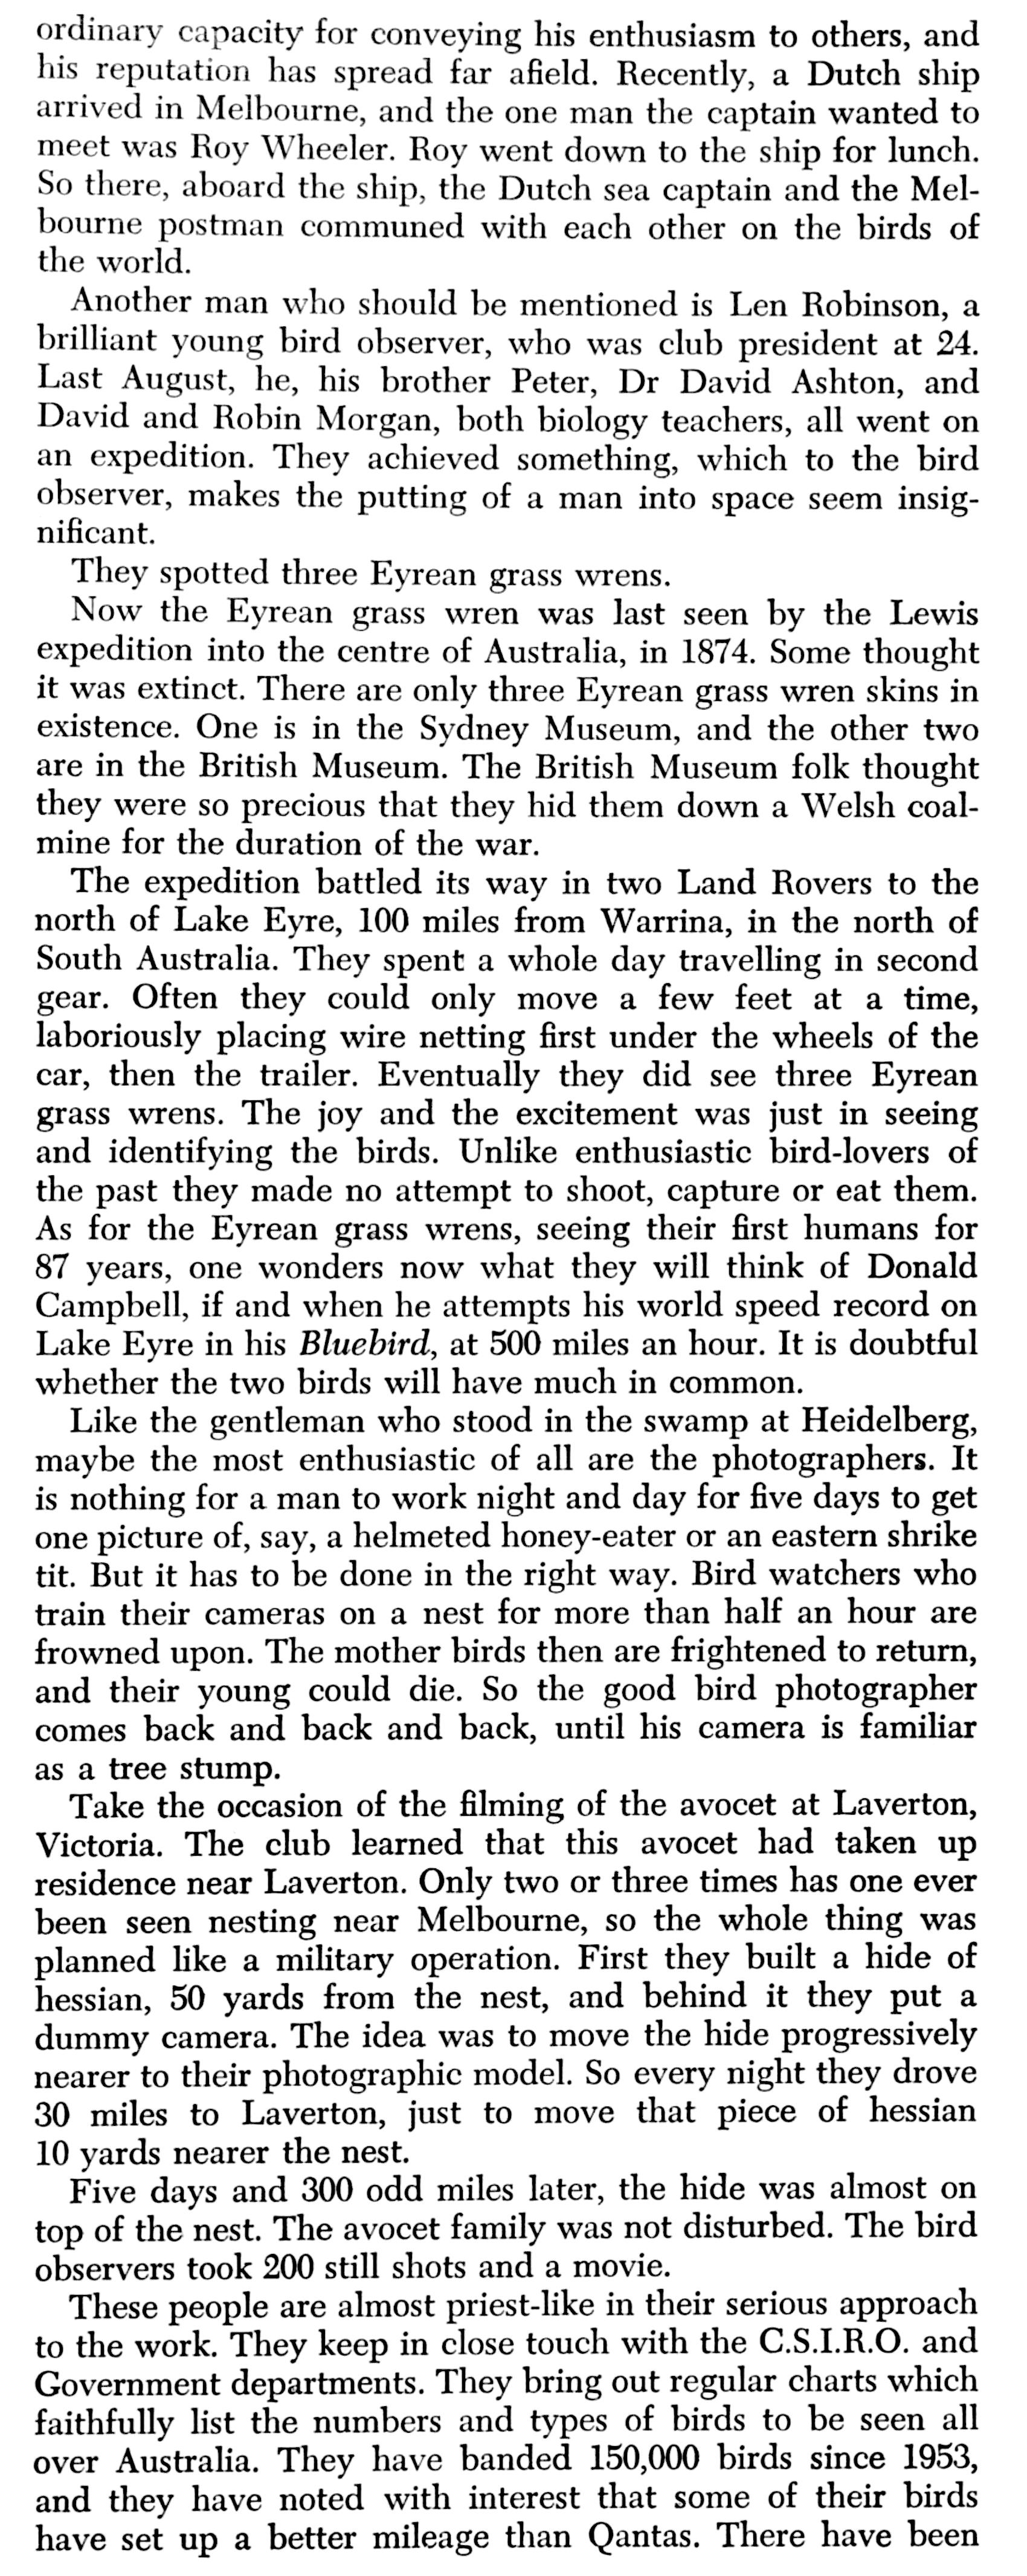 ordinary capacity for conveying his enthusiasm to others, and
his reputation has spread far afield. Recently, a Dutch ship
arrived in Melbourne, and the one man the captain wanted to
meet was Roy Wheeler. Roy went down to the ship for lunch.
So there, aboard the ship, the Dutch sea captain and the Mel-
bourne postman communed with each other on the birds of
the world.
Another man who should be mentioned is Len Robinson, a
brilliant young bird observer, who was club president at 24.
Last August, he, his brother Peter, Dr David Ashton, and
David and Robin Morgan, both biology teachers, all went on
an expedition. They achieved something, which to the bird
observer, makes the putting of a man into space seem insig-
nificant.
They spotted three Eyrean grass wrens.
Now the Eyrean grass wren was last seen by the Lewis
expedition into the centre of Australia, in 1874. Some thought
it was extinct. There are only three Eyrean grass wren skins in
existence. One is in the Sydney Museum, and the other two
are in the British Museum. The British Museum folk thought
they were so precious that they hid them down a Welsh coal-
mine for the duration of the war.
The expedition battled its way in two Land Rovers to the
north of Lake Eyre, 100 miles from Warrina, in the north of
South Australia. They spent a whole day travelling in second
gear. Often they could only move a few feet at a time,
laboriously placing wire netting first under the wheels of the
car, then the trailer. Eventually they did see three Eyrean
grass wrens. The joy and the excitement was just in seeing
and identifying the birds. Unlike enthusiastic bird-lovers of
the past they made no attempt to shoot, capture or eat them.
As for the Eyrean grass wrens, seeing their first humans for
87 years, one wonders now what they will think of Donald
Campbell, if and when he attempts his world speed record on
Lake Eyre in his Bluebird, at 500 miles an hour. It is doubtful
whether the two birds will have much in common.
Like the gentleman who stood in the swamp at Heidelberg,
maybe the most enthusiastic of all are the photographers. It
is nothing for a man to work night and day for five days to get
one picture of, say, a helmeted honey-eater or an eastern shrike
tit. But it has to be done in the right way. Bird watchers who
train their cameras on a nest for more than half an hour are
frowned upon. The mother birds then are frightened to return,
and their young could die. So the good bird photographer
comes back and back and back, until his camera is familiar
as a tree stump.
Take the occasion of the filming of the avocet at Laverton,
Victoria. The club learned that this avocet had taken up
residence near Laverton. Only two or three times has one ever
been seen nesting near Melbourne, so the whole thing was
planned like a military operation. First they built a hide of
hessian, 50 yards from the nest, and behind it they put a
dummy camera. The idea was to move the hide progressively
nearer to their photographic model. So every night they drove
30 miles to Laverton, just to move that piece of hessian
10 yards nearer the nest.
Five days and 300 odd miles later, the hide was almost on
top of the nest. The avocet family was not disturbed. The bird
observers took 200 still shots and a movie.
These people are almost priest-like in their serious approach
to the work. They keep in close touch with the C.S.I.R.O. and
Government departments. They bring out regular charts which
faithfully list the numbers and types of birds to be seen all
over Australia. They have banded 150,000 birds since 1953,
and they have noted with interest that some of their birds
have set up a better mileage than Qantas. There have been